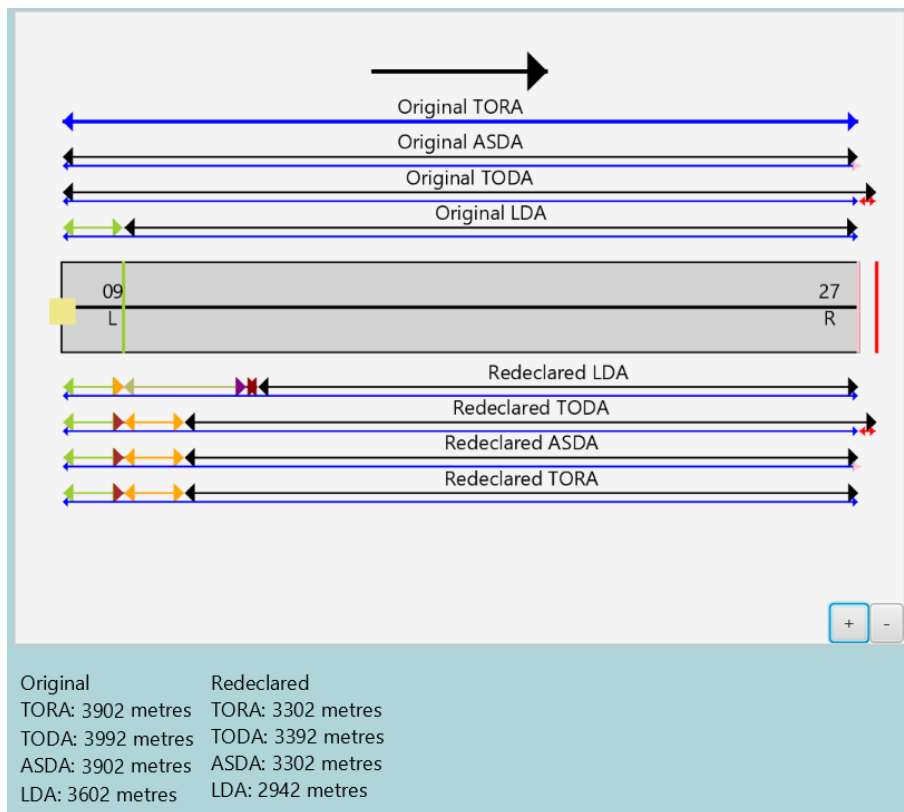 Original TORA
Original ASDA
Original TODA
Original LDA
09 27
L R
Redeclared LDA
Redeclared TODA
Redeclared ASDA
Redeclared TORA
+ -
Original Redeclared
TORA: 3902 metres TORA: 3302 metres
TODA: 3992 metres TODA: 3392 metres
ASDA: 3902 metres ASDA: 3302 metres
LDA: 3602 metres LDA: 2942 metres